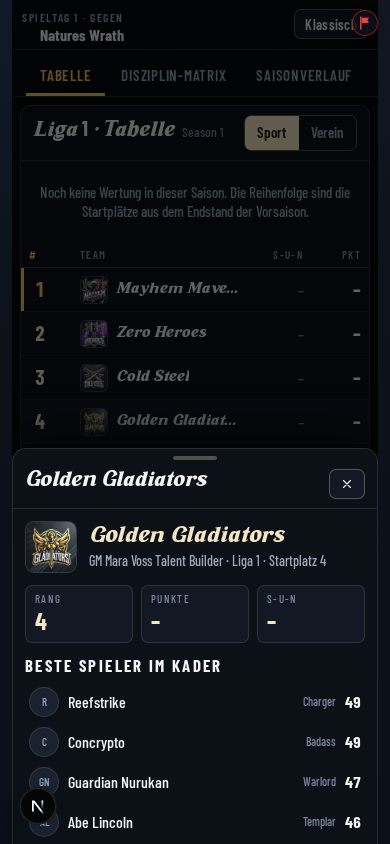 SPIELTAG 1 · GEGEN
Natures Wrath
TABELLE DISZIPLIN-MATRIX SAISONVERLAUF
Liga 1 · Tabelle Season 1 Sport Verein
Noch keine Wertung in dieser Saison. Die Reihenfolge sind die
Startplätze aus dem Endstand der Vorsaison.
# TEAM S-U-N PKT
1 Mayhem Mave... – –
2 Zero Heroes – –
3 Cold Steel – –
4 Golden Gladiat... – –
Golden Gladiators ×
GLADIATORS
Golden Gladiators
GM Mara Voss Talent Builder · Liga 1 · Startplatz 4
RANG PUNKTE S-U-N
4 – –
BESTE SPIELER IM KADER
R Reefstrike Charger 49
C Concrypto Badass 49
GN Guardian Nurukan Warlord 47
N Abe Lincoln Templar 46